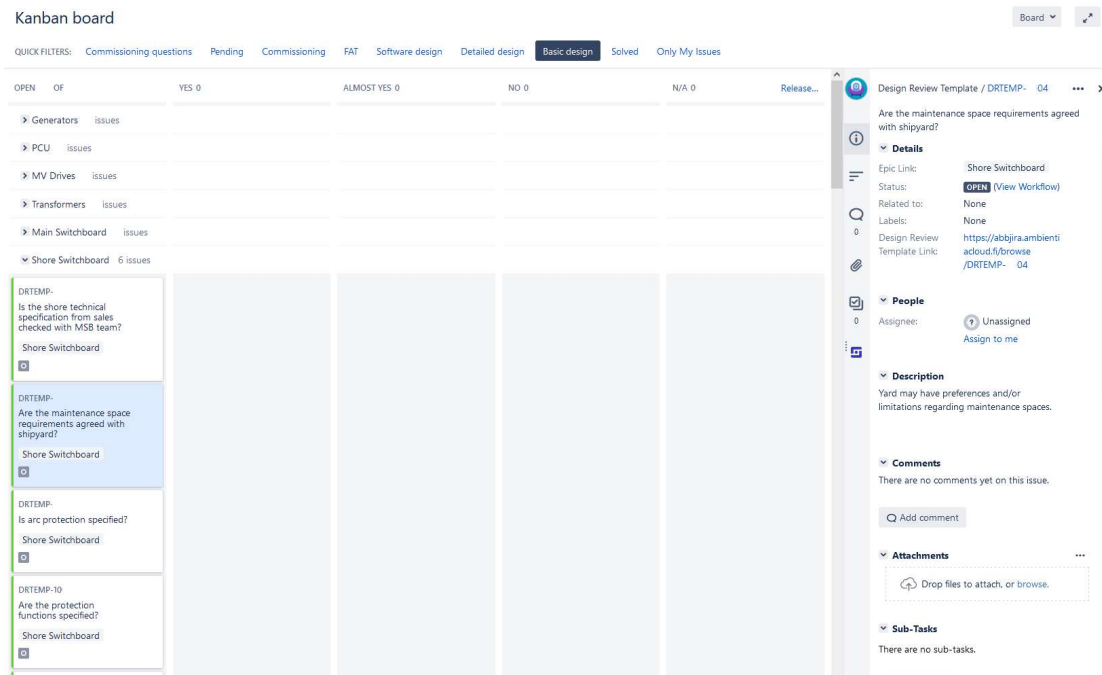 Kanban board
Board
QUICK FILTERS: Commissioning questions Pending Commissioning FAT Software design Detailed design Basic design Solved Only My Issues
OPEN OF YES 0 ALMOST YES 0 NO 0 N/A 0 Release...
Generators issues
PCU issues
MV Drives issues
Transformers issues
Main Switchboard issues
Shore Switchboard 6 issues
DRTEMP-
Is the shore technical
specification from sales
checked with MSB team?
Shore Switchboard
DRTEMP-
Are the maintenance space
requirements agreed with
shipyard?
Shore Switchboard
DRTEMP-
Is arc protection specified?
Shore Switchboard
DRTEMP-10
Are the protection
functions specified?
Shore Switchboard
0
0
Design Review Template / DRTEMP- 04
Are the maintenance space requirements agreed
with shipyard?
Details
Epic Link: Shore Switchboard
Status: OPEN (View Workflow)
Related to: None
Labels: None
Design Review https://abbjira.ambienti
Template Link: acloud.fi/browse
/DRTEMP- 04
People
Assignee: Unassigned
Assign to me
Description
Yard may have preferences and/or
limitations regarding maintenance spaces.
Comments
There are no comments yet on this issue.
Add comment
Attachments
Drop files to attach, or browse.
Sub-Tasks
There are no sub-tasks.